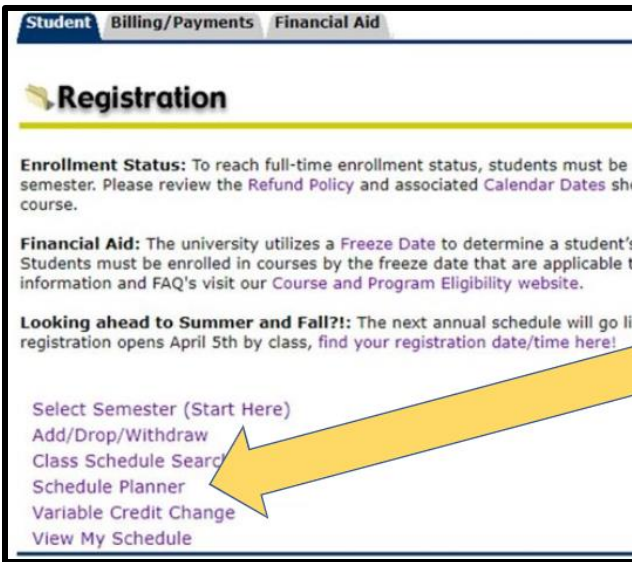 Student Billing/Payments Financial Aid
Registration
Enrollment Status: To reach full-time enrollment status, students must be
semester. Please review the Refund Policy and associated Calendar Dates
course.
Financial Aid: The university utilizes a Freeze Date to determine a student's
Students must be enrolled in courses by the freeze date that are applicable
information and FAQ's visit our Course and Program Eligibility website.
Looking ahead to Summer and Fall?!: The next annual schedule will go
registration opens April 5th by class, find your registration date/time here!
Select Semester (Start Here)
Add/Drop/Withdraw
Class Schedule Search
Schedule Planner
Variable Credit Change
View My Schedule